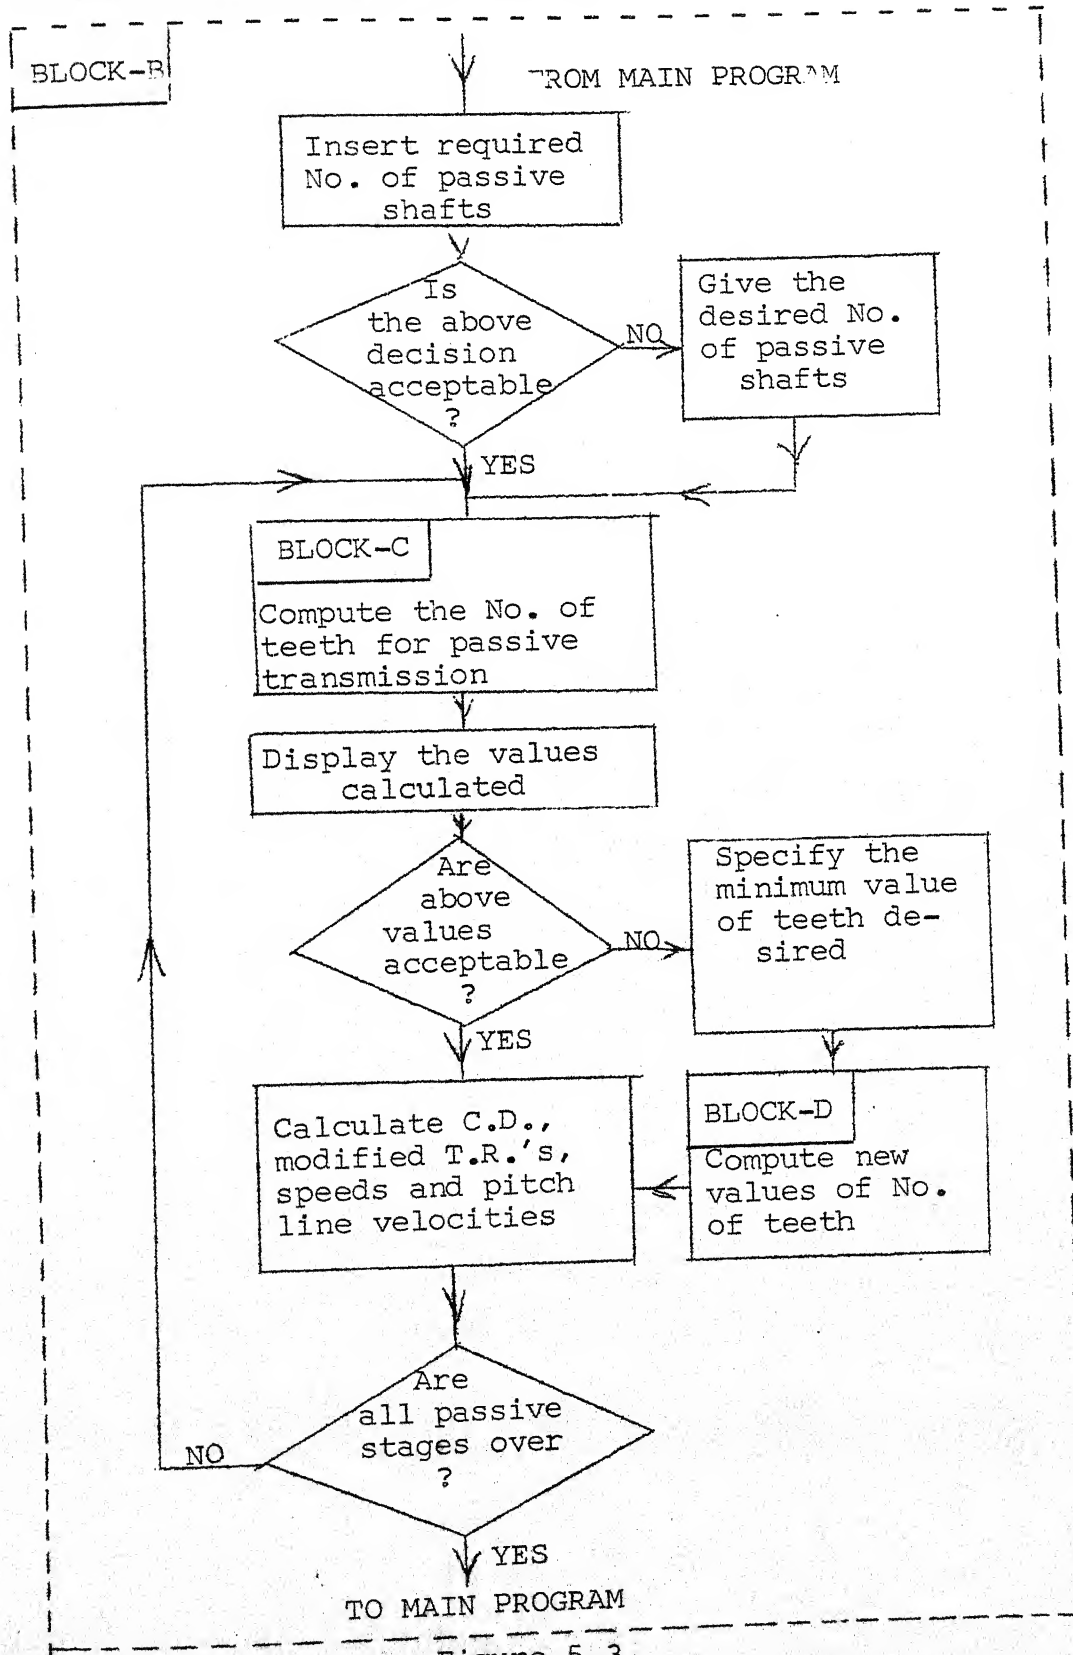 BLOCK-B
FROM MAIN PROGRAM
Insert required
No. of passive
shafts
Is
the above
decision
acceptable
?
NO
Give the
desired No.
of passive
shafts
YES
BLOCK-C
Compute the No. of
teeth for passive
transmission
Display the values
calculated
Are
above
values
acceptable
?
NO
Specify the
minimum value
of teeth de-
sired
YES
Calculate C.D.,
modified T.R.'s,
speeds and pitch
line velocities
BLOCK-D
Compute new
values of No.
of teeth
Are
all passive
stages over
?
NO
YES
TO MAIN PROGRAM
Figure 5.3